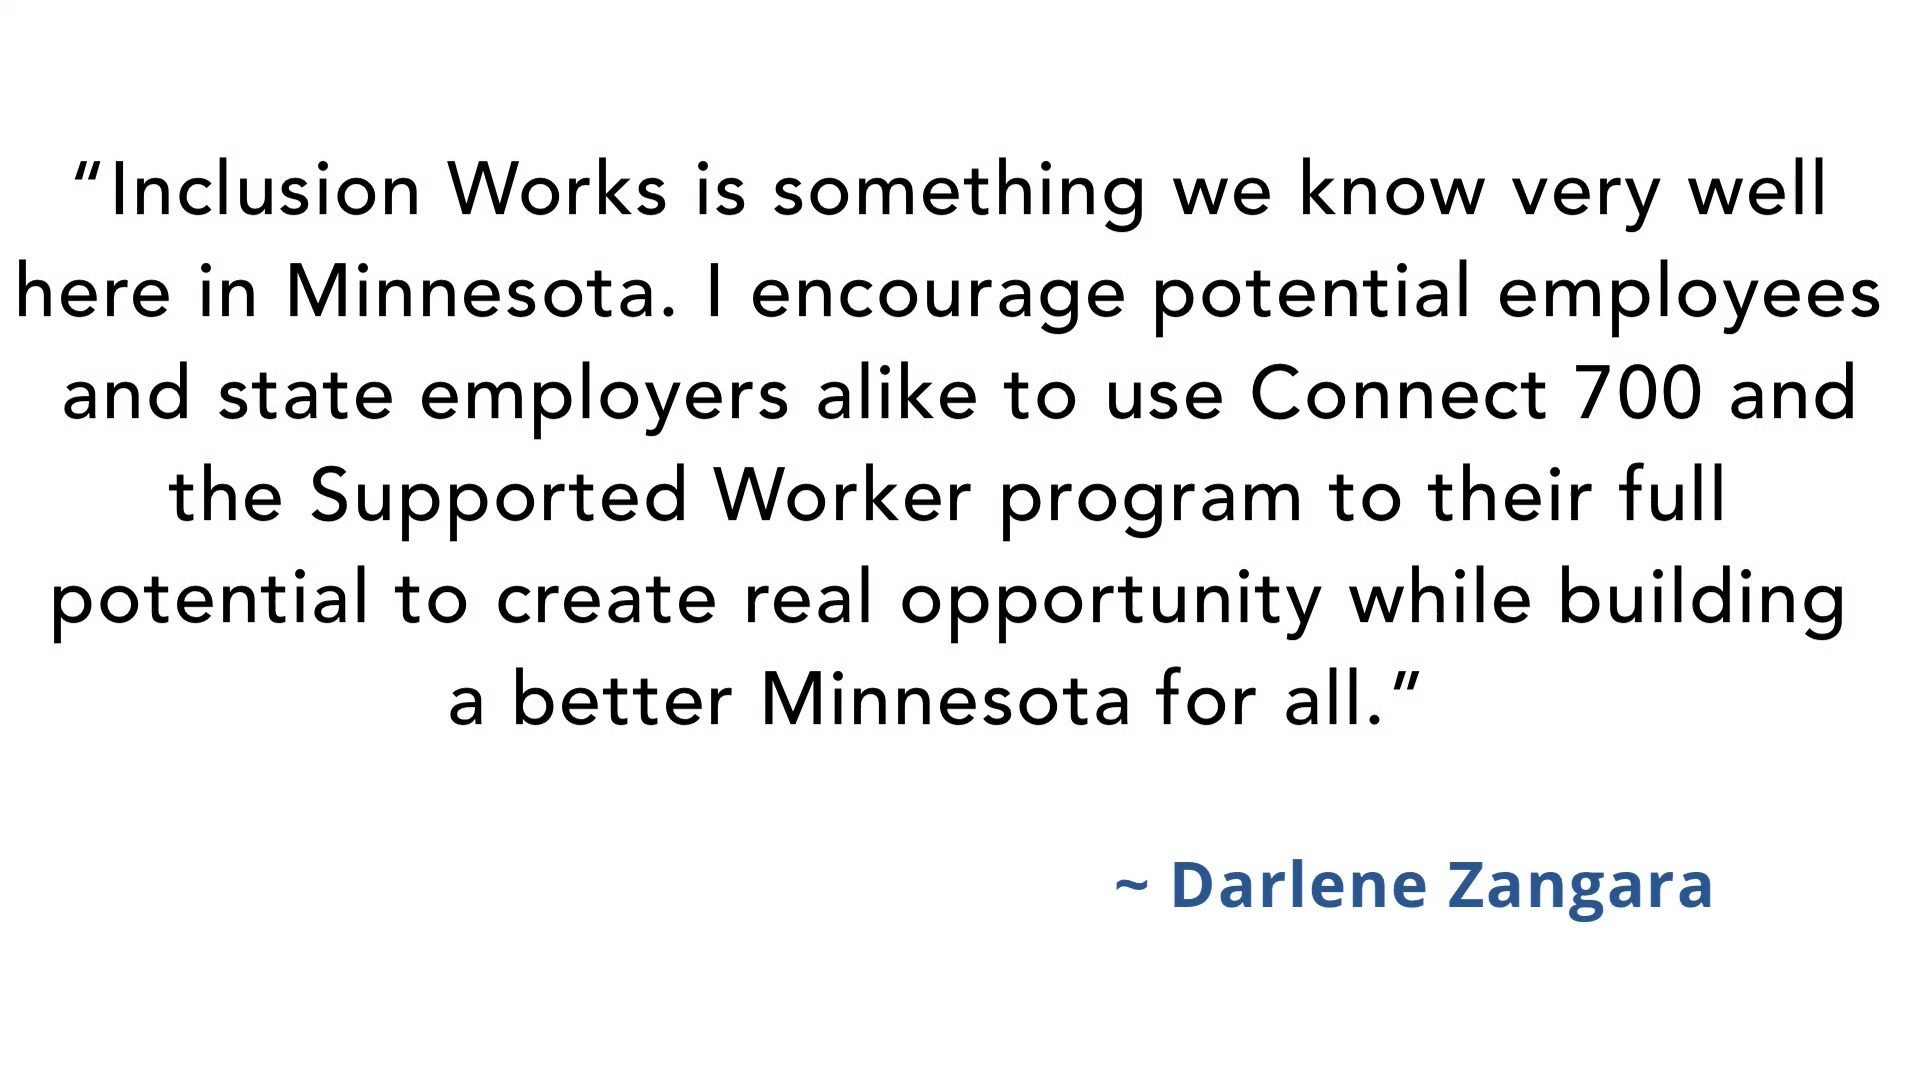 “Inclusion Works is something we know very well
here in Minnesota. I encourage potential employees
and state employers alike to use Connect 700 and
the Supported Worker program to their full
potential to create real opportunity while building
a better Minnesota for all.”
~ Darlene Zangara